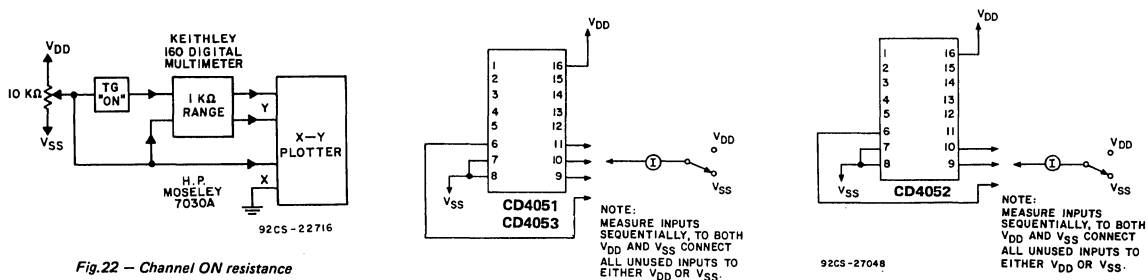 KEITHLEY
160 DIGITAL
MULTIMETER
VDD
10 KΩ
VSS
TG
"ON"
1 KΩ
RANGE
Y
X—Y
PLOTTER
X
H.P.
MOSELEY
7030A
92CS-22716
Fig.22 — Channel ON resistance
VDD
1 16
2 15
3 14
4 13
5 12
6 11
7 10
8 9
VSS
CD4051
CD4053
I
VDD
VSS
NOTE:
MEASURE INPUTS
SEQUENTIALLY, TO BOTH
VDD AND VSS CONNECT
ALL UNUSED INPUTS TO
EITHER VDD OR VSS.
VDD
1 16
2 15
3 14
4 13
5 12
6 11
7 10
8 9
VSS
CD4052
I
VDD
VSS
NOTE:
MEASURE INPUTS
SEQUENTIALLY, TO BOTH
VDD AND VSS CONNECT
ALL UNUSED INPUTS TO
EITHER VDD OR VSS.
92CS-27048